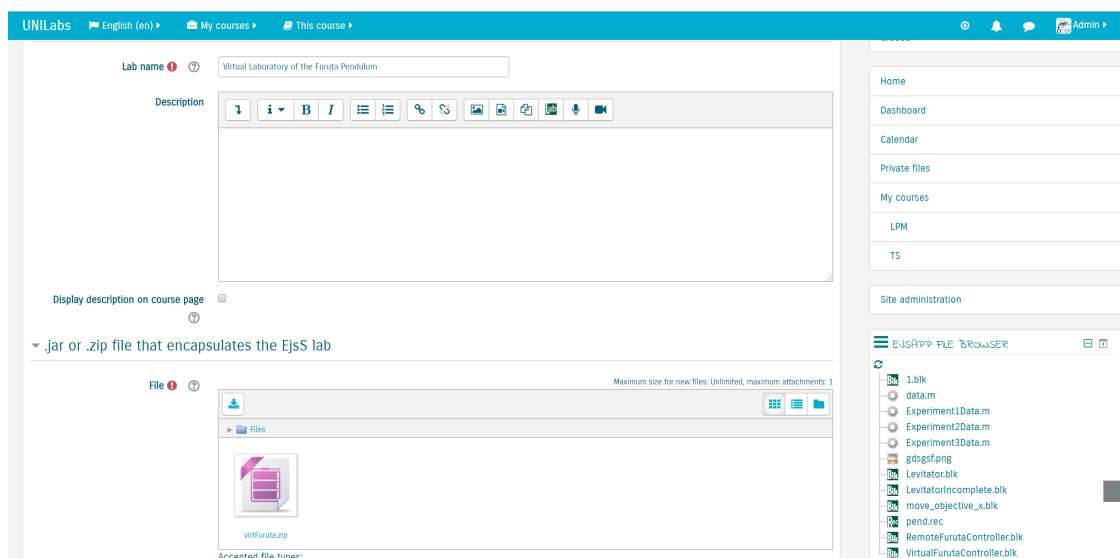 UNILabs English (en) My courses This course Admin
Lab name
Virtual Laboratory of the Furuta Pendulum
Description
i B I
Display description on course page
.jar or .zip file that encapsulates the EjsS lab
File
Maximum size for new files: Unlimited, maximum attachments: 1
Files
virtFuruta.zip
Accepted file types:
Home
Dashboard
Calendar
Private files
My courses
LPM
TS
Site administration
EJSAPP FILE BROWSER
1.blk
data.m
Experiment1Data.m
Experiment2Data.m
Experiment3Data.m
gdsgsf.png
Levitator.blk
LevitatorIncomplete.blk
move_objective_x.blk
pend.rec
RemoteFurutaController.blk
VirtualFurutaController.blk